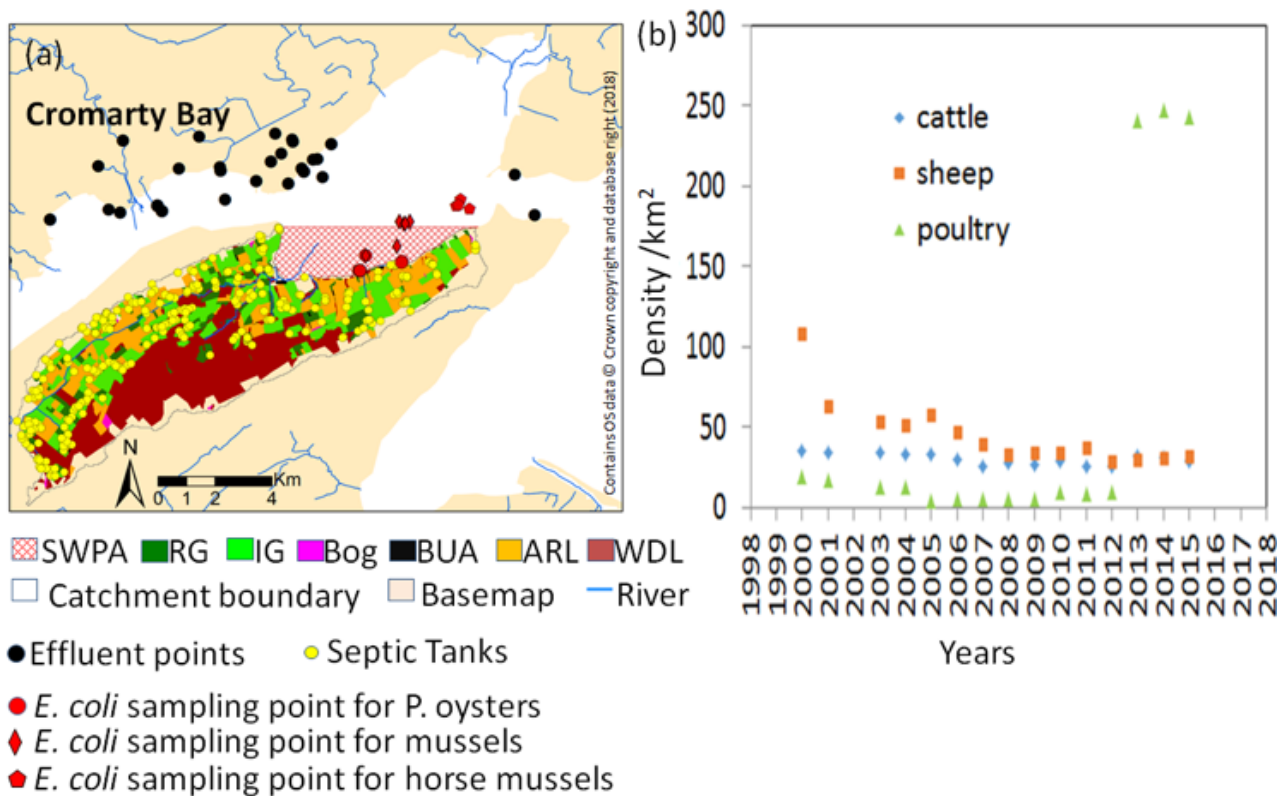 (a)
Cromarty Bay
Contains OS data © Crown copyright and database right (2018)
N
Km
0 1 2 4
SWPA RG IG Bog BUA ARL WDL
Catchment boundary Basemap River
Effluent points Septic Tanks
E. coli sampling point for P. oysters
E. coli sampling point for mussels
E. coli sampling point for horse mussels
(b)
300
250
200
150
100
50
0
Density /km²
cattle
sheep
poultry
1998 1999 2000 2001 2002 2003 2004 2005 2006 2007 2008 2009 2010 2011 2012 2013 2014 2015 2016 2017 2018
Years